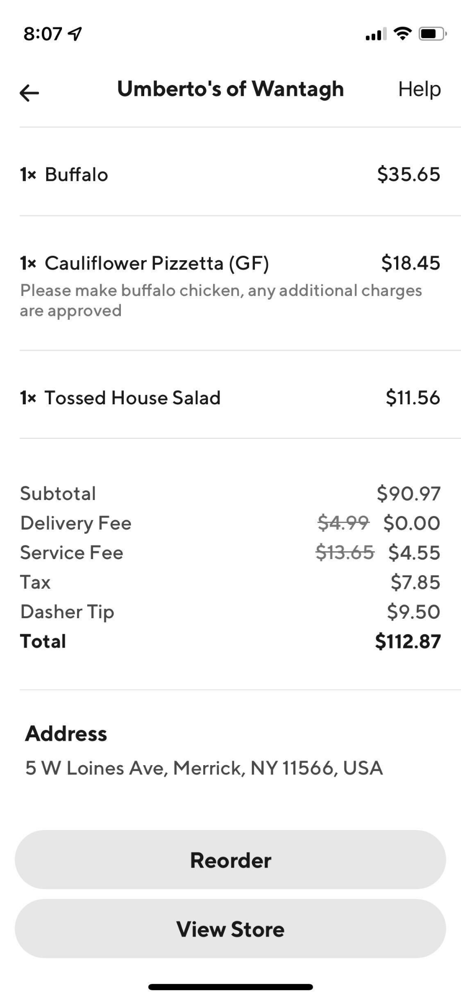 8:07
Umberto's of Wantagh Help
1× Buffalo $35.65
1× Cauliflower Pizzetta (GF) $18.45
Please make buffalo chicken, any additional charges
are approved
1× Tossed House Salad $11.56
Subtotal $90.97
Delivery Fee $4.99 $0.00
Service Fee $13.65 $4.55
Tax $7.85
Dasher Tip $9.50
Total $112.87
Address
5 W Loines Ave, Merrick, NY 11566, USA
Reorder
View Store